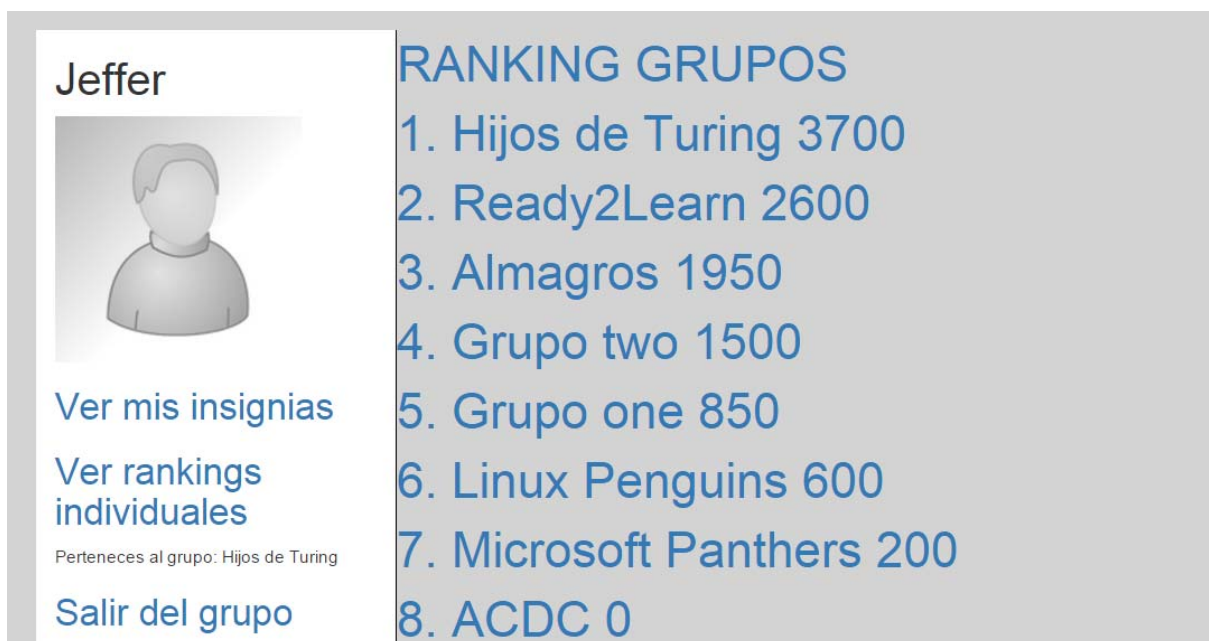 Jeffer
Ver mis insignias
Ver rankings
individuales
Perteneces al grupo: Hijos de Turing
Salir del grupo
RANKING GRUPOS
1. Hijos de Turing 3700
2. Ready2Learn 2600
3. Almagros 1950
4. Grupo two 1500
5. Grupo one 850
6. Linux Penguins 600
7. Microsoft Panthers 200
8. ACDC 0